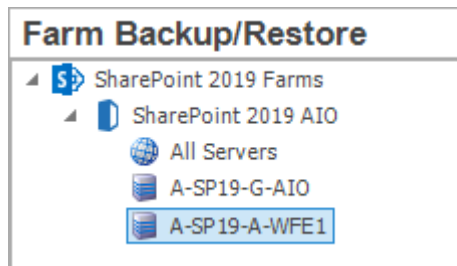 Farm Backup/Restore
SharePoint 2019 Farms
SharePoint 2019 AIO
All Servers
A-SP19-G-AIO
A-SP19-A-WFE1